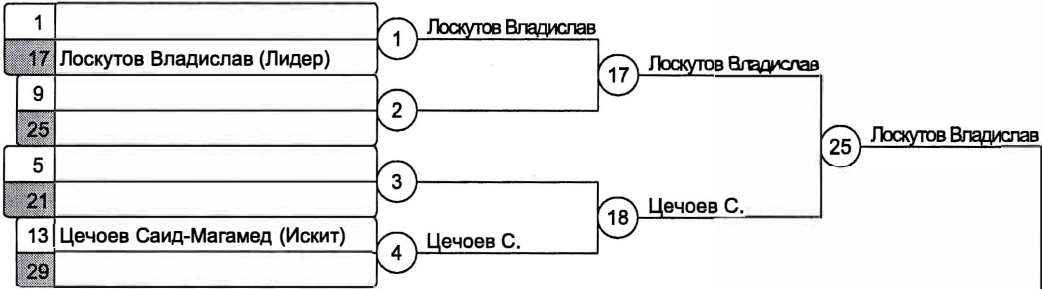 1
17 Лоскутов Владислав (Лидер)
1 Лоскутов Владислав
9
25
2
17 Лоскутов Владислав
5
21
3
13 Цечоев Саид-Магамед (Искит)
29
4 Цечоев С.
18 Цечоев С.
25 Лоскутов Владислав